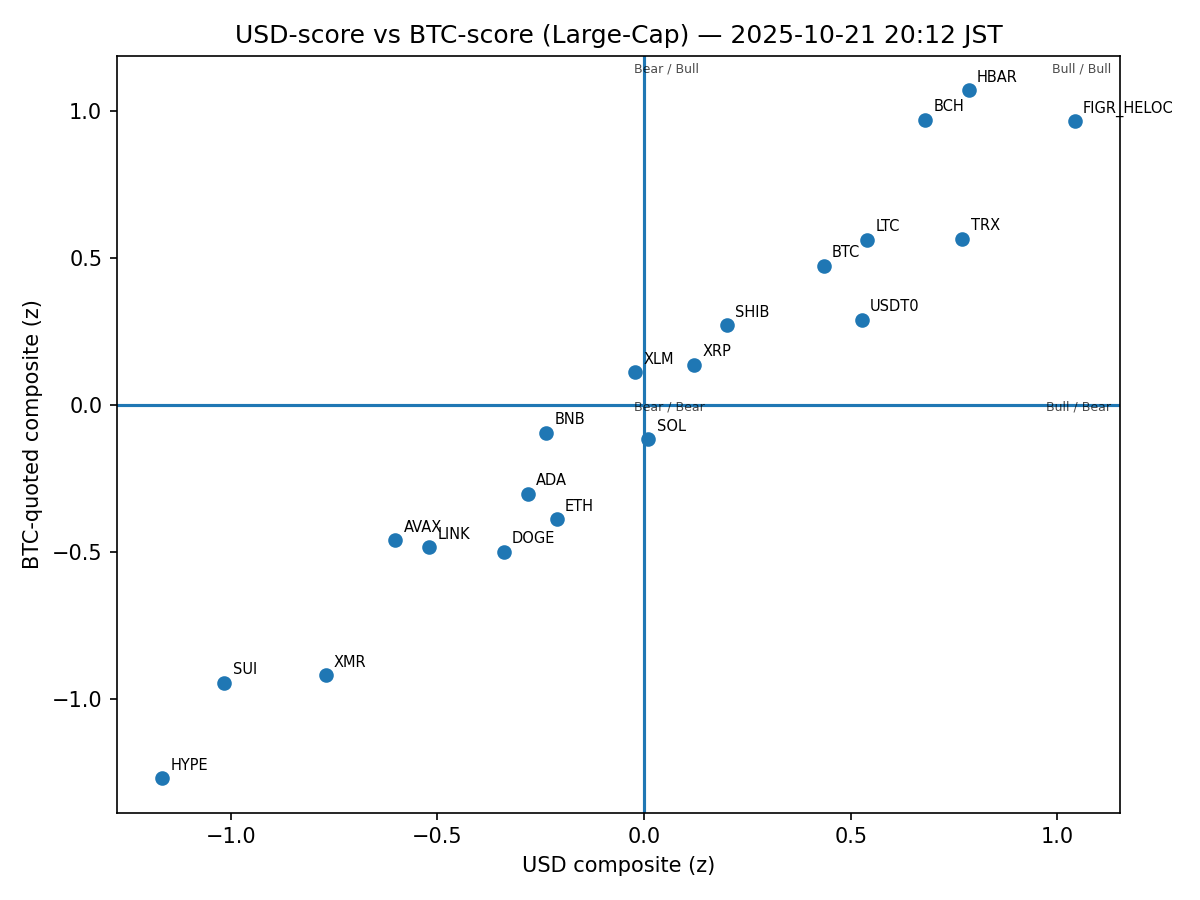 USD-score vs BTC-score (Large-Cap) — 2025-10-21 20:12 JST
Bear / Bull
Bull / Bull
HBAR
BCH
FIGR_HELOC
1.0
LTC
TRX
BTC
0.5
USDT0
SHIB
XRP
XLM
0.0
Bear / Bear
Bull / Bear
BNB
SOL
ADA
ETH
AVAX
LINK
DOGE
−0.5
SUI
XMR
−1.0
HYPE
BTC-quoted composite (z)
−1.0
−0.5
0.0
0.5
1.0
USD composite (z)